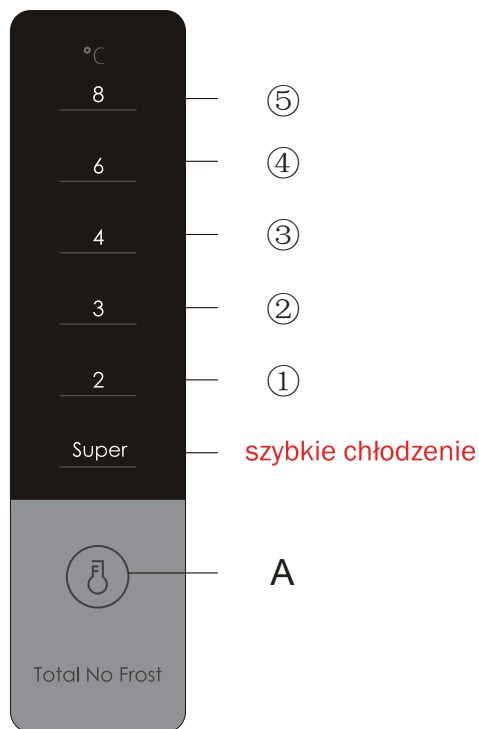 °C
8 ⑤
6 ④
4 ③
3 ②
2 ①
Super szybkie chłodzenie
A
Total No Frost